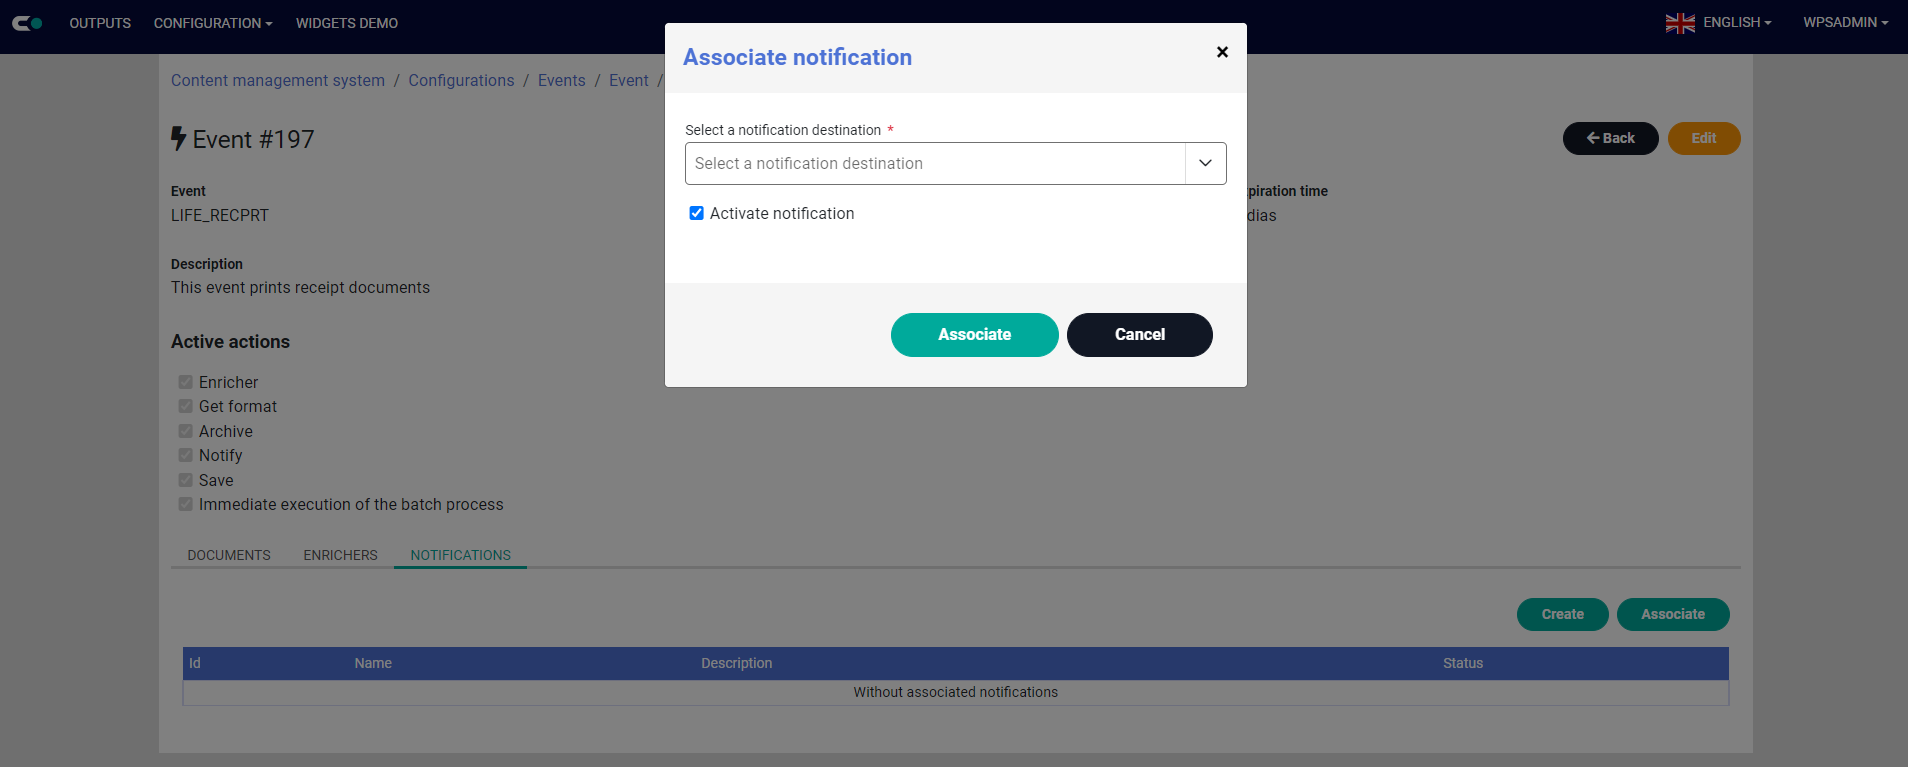 OUTPUTS CONFIGURATION WIDGETS DEMO ENGLISH WPSADMIN
Associate notification ×
Content management system / Configurations / Events / Event /
Select a notification destination *
Select a notification destination
Activate notification
Associate Cancel
Event #197
Back Edit
Event
LIFE_RECPRT
piration time
dias
Description
This event prints receipt documents
Active actions
Enricher
Get format
Archive
Notify
Save
Immediate execution of the batch process
DOCUMENTS ENRICHERS NOTIFICATIONS
Create Associate
Id Name Description Status
Without associated notifications